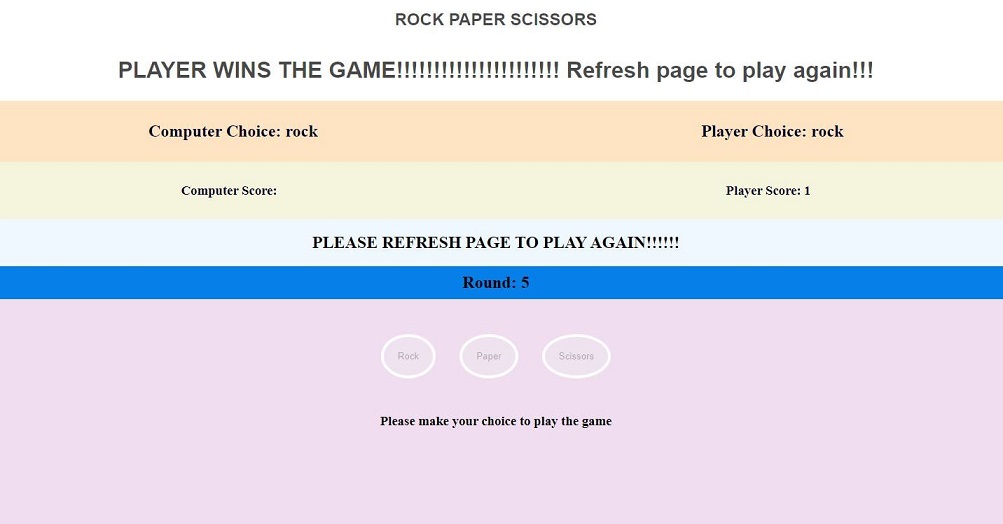 ROCK PAPER SCISSORS
PLAYER WINS THE GAME!!!!!!!!!!!!!!!!!!!!!! Refresh page to play again!!!
Computer Choice: rock
Player Choice: rock
Computer Score:
Player Score: 1
PLEASE REFRESH PAGE TO PLAY AGAIN!!!!!!
Round: 5
Rock
Paper
Scissors
Please make your choice to play the game